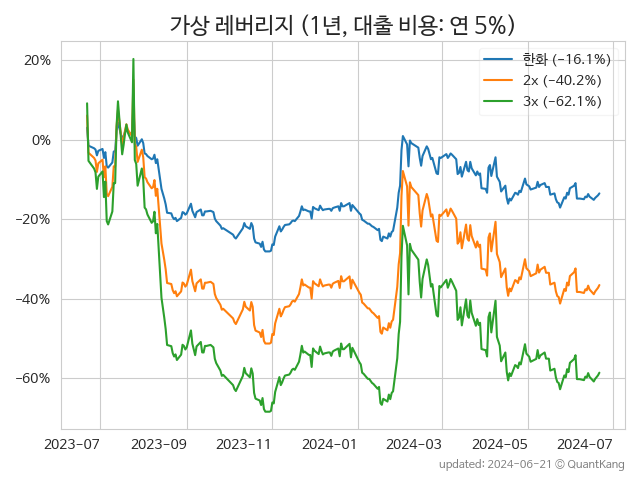 가상 레버리지 (1년, 대출 비용: 연 5%)
한화 (−16.1%)
2x (−40.2%)
3x (−62.1%)
20%
0%
−20%
−40%
−60%
2023−07 2023−09 2023−11 2024−01 2024−03 2024−05 2024−07
updated: 2024-06-21 © QuantKang